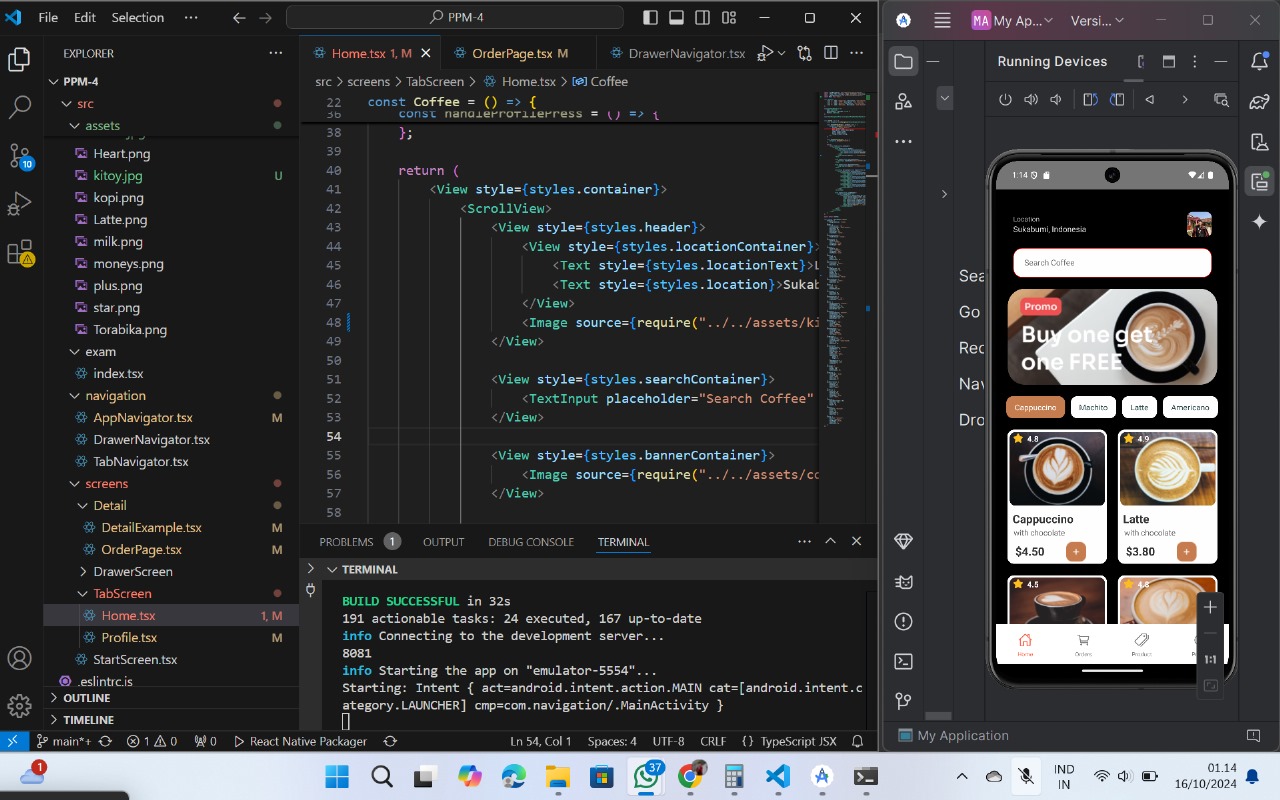 File Edit Selection ··· PPM-4
EXPLORER
PPM-4
src
assets
Heart.png
kitoy.jpg U
kopi.png
Latte.png
milk.png
moneys.png
plus.png
star.png
Torabika.png
exam
index.tsx
navigation
AppNavigator.tsx M
DrawerNavigator.tsx
TabNavigator.tsx
screens
Detail
DetailExample.tsx M
OrderPage.tsx M
DrawerScreen
TabScreen
Home.tsx 1, M
Profile.tsx M
StartScreen.tsx
.eslintrc.js
OUTLINE
TIMELINE
10
Home.tsx 1, M OrderPage.tsx M DrawerNavigator.tsx
src > screens > TabScreen > Home.tsx > Coffee
22 const Coffee = () => {
36 const handleProfilePress = () => {
38 };
39
40 return (
41 <View style={styles.container}>
42 <ScrollView>
43 <View style={styles.header}>
44 <View style={styles.locationContainer}>
45 <Text style={styles.locationText}>L
46 <Text style={styles.location}>Sukab
47 </View>
48 <Image source={require("../../assets/ki
49 </View>
50
51 <View style={styles.searchContainer}>
52 <TextInput placeholder="Search Coffee"
53 </View>
54
55 <View style={styles.bannerContainer}>
56 <Image source={require("../../assets/co
57 </View>
58
PROBLEMS 1 OUTPUT DEBUG CONSOLE TERMINAL
TERMINAL
BUILD SUCCESSFUL in 32s
191 actionable tasks: 24 executed, 167 up-to-date
info Connecting to the development server...
8081
info Starting the app on "emulator-5554"...
Starting: Intent { act=android.intent.action.MAIN cat=[android.intent.c
ategory.LAUNCHER] cmp=com.navigation/.MainActivity }
main*+ 1 0 0 React Native Packager Ln 54, Col 1 Spaces: 4 UTF-8 CRLF {} TypeScript JSX
MA My Ap... Versi...
Running Devices
Sea
Go
Rec
Nav
Dro
1:14
Location
Sukabumi, Indonesia
Search Coffee
Promo
Buy one get
one FREE
Cappuccino Machito Latte Americano
4.8 4.9
Cappuccino Latte
with chocolate with chocolate
$4.50 + $3.80 +
4.5 4.8
Home Orders Product
1:1
My Application
1 37
IND
IN
01.14
16/10/2024